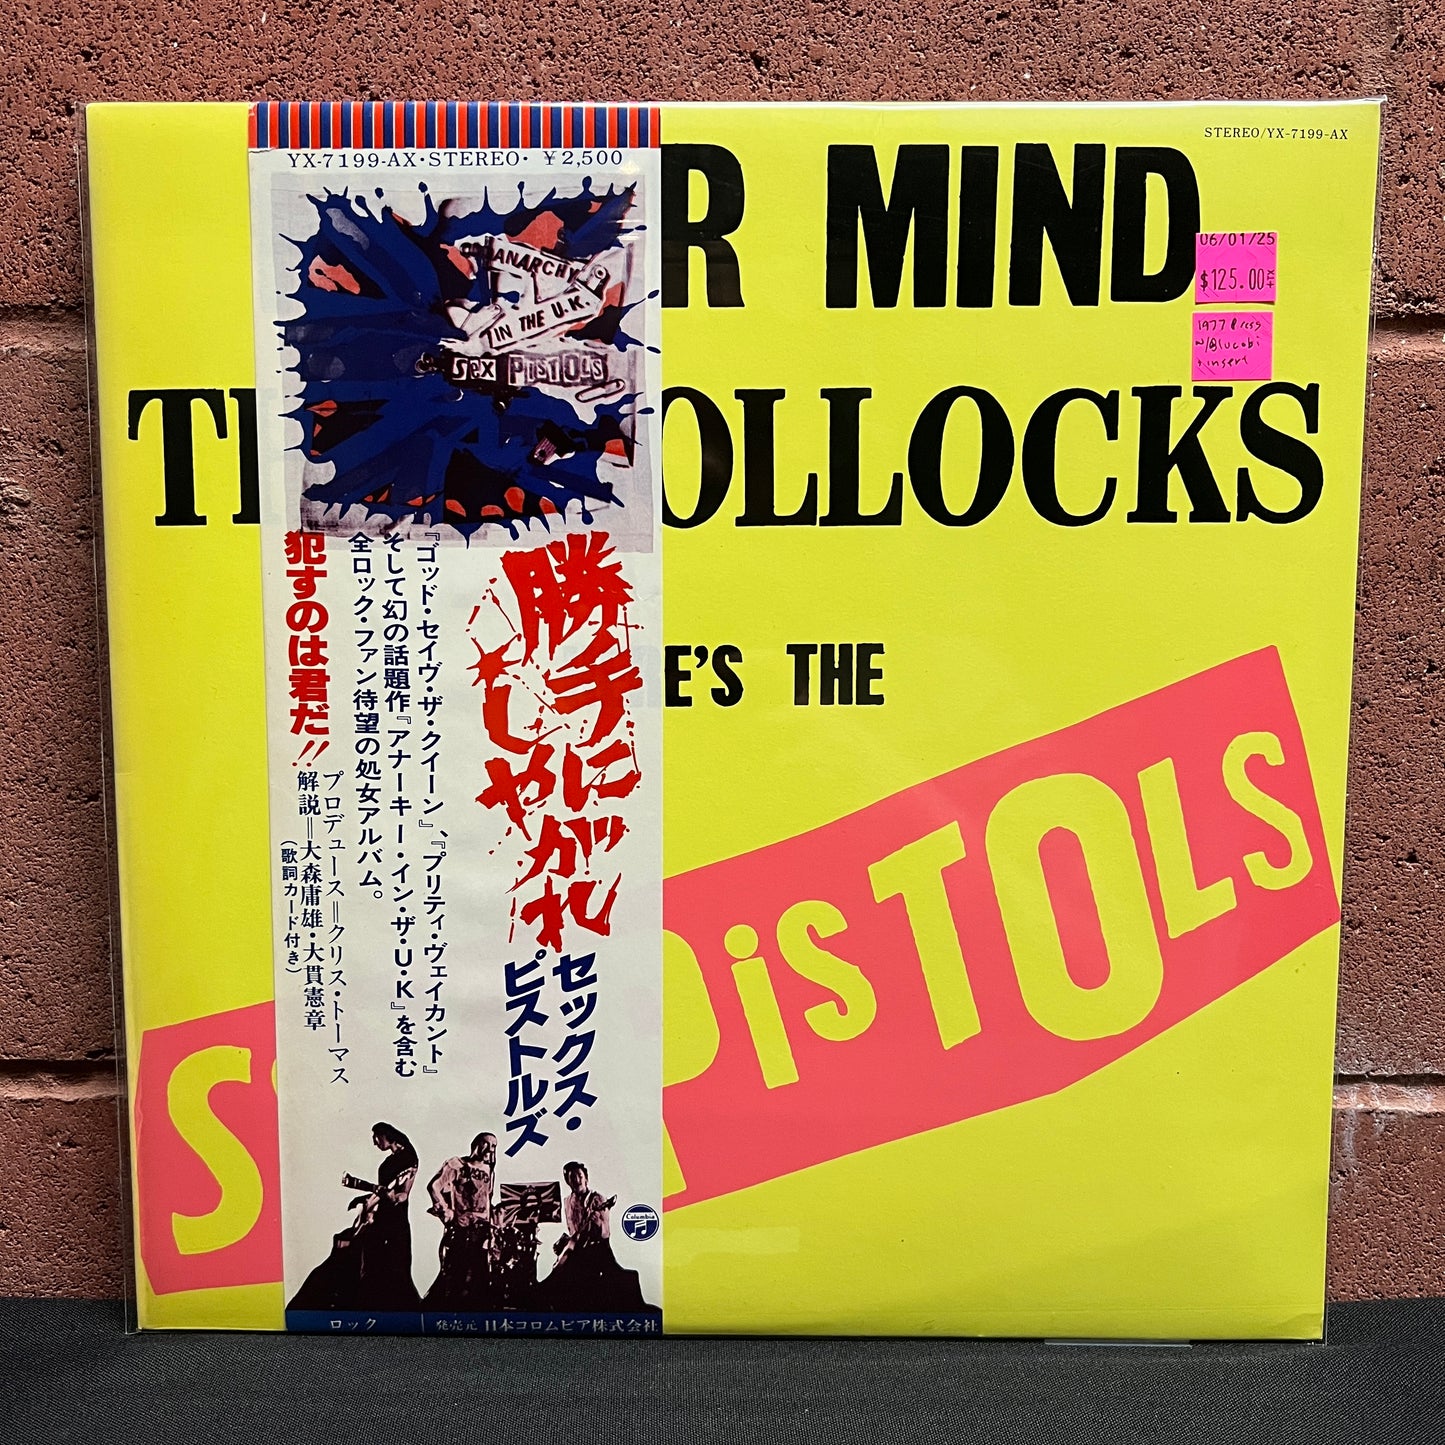 STEREO/YX-7199-AX
R MIND
OLLOCKS
E'S THE
PiSTOLS
06/01/25
$125.00
+TX
1977 Press
w/@lucobi
+ insert
YX-7199-AX・STEREO・¥2,500
ANARCHY
IN THE U.K.
SeX PISTOLS
勝手にしやがれ
セックス・ピストルズ
『ゴッド・セイヴ・ザ・クイーン』、『プリティ・ヴェイカント』
そして幻の話題作『アナーキー・イン・ザ・U・K』を含む
全ロック・ファン待望の処女アルバム。
犯すのは君だ!!
プロデュース=クリス・トーマス
解説=大森庸雄・大貫憲章
(歌詞カード付き)
Columbia
ロック
発売元 日本コロムビア株式会社